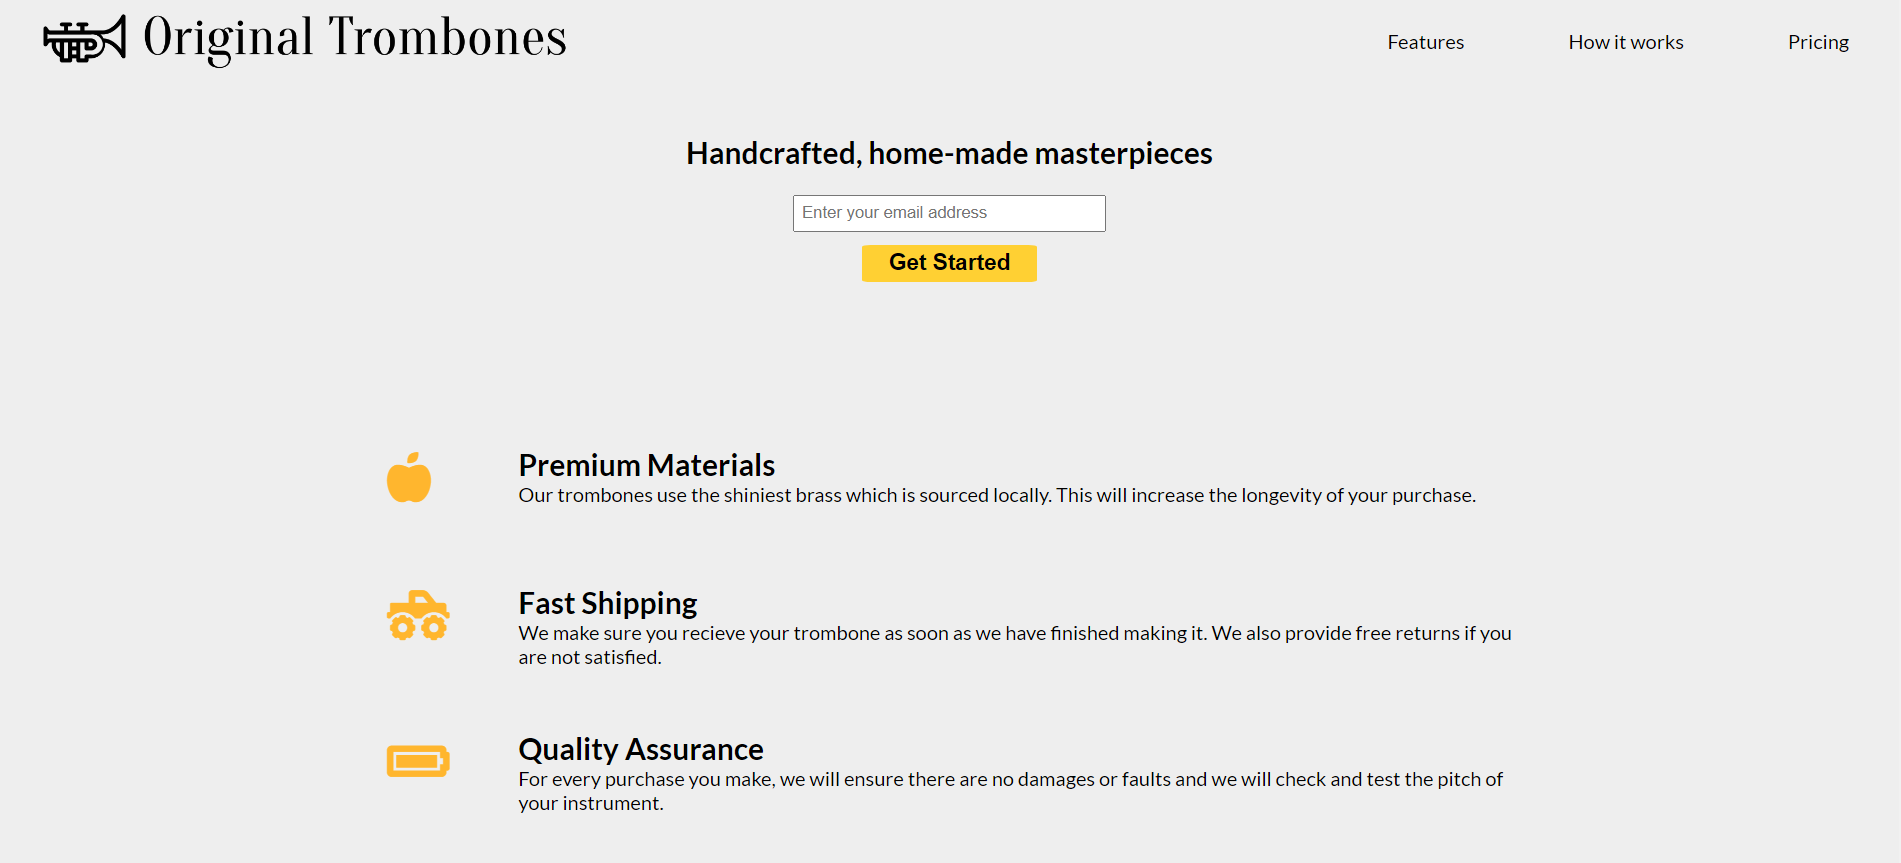 Original Trombones
Features
How it works
Pricing
Handcrafted, home-made masterpieces
Enter your email address
Get Started
Premium Materials
Our trombones use the shiniest brass which is sourced locally. This will increase the longevity of your purchase.
Fast Shipping
We make sure you recieve your trombone as soon as we have finished making it. We also provide free returns if you
are not satisfied.
Quality Assurance
For every purchase you make, we will ensure there are no damages or faults and we will check and test the pitch of
your instrument.